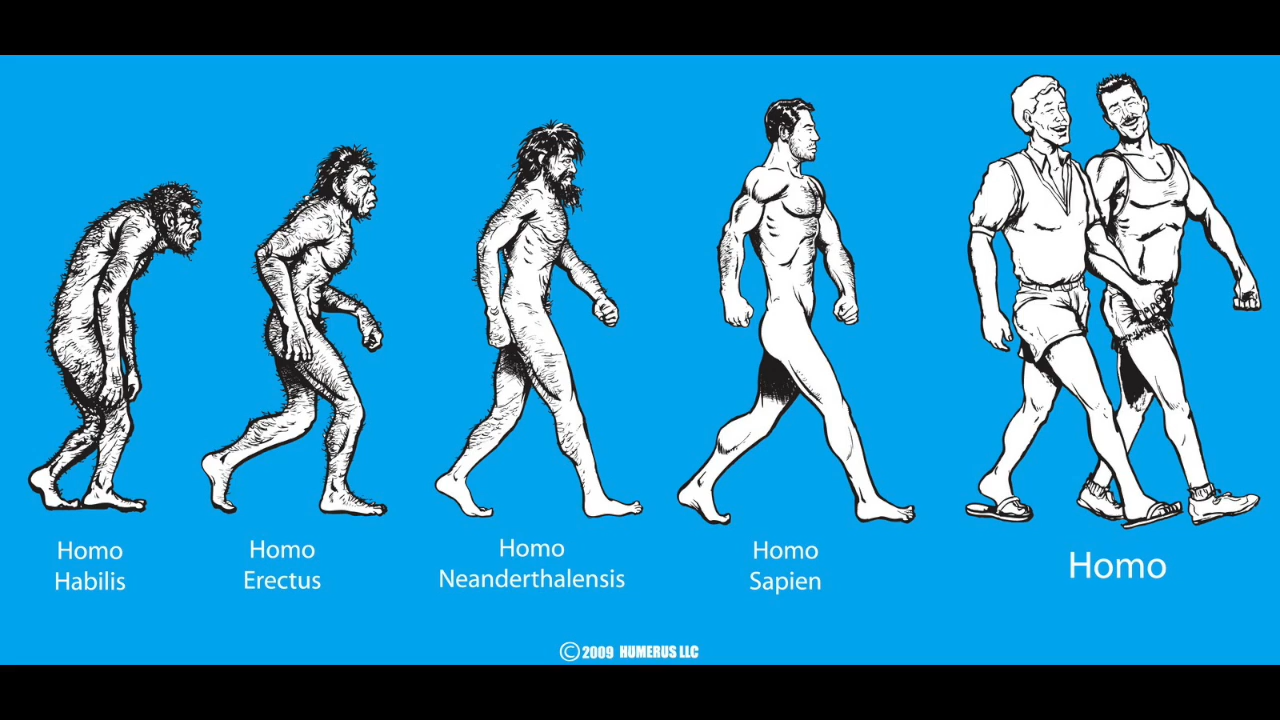 Homo
Habilis
Homo
Erectus
Homo
Neanderthalensis
Homo
Sapien
Homo
©2009 HUMERUS LLC